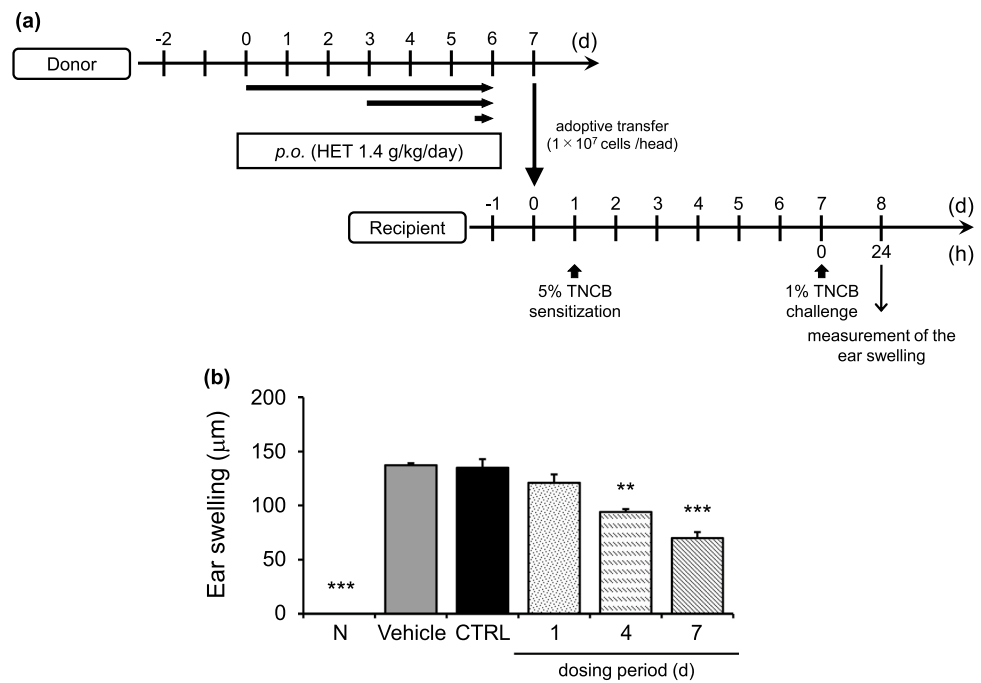 (a)
-2 0 1 2 3 4 5 6 7 (d)
Donor
p.o. (HET 1.4 g/kg/day)
adoptive transfer
(1 × 10⁷ cells /head)
-1 0 1 2 3 4 5 6 7 8 (d)
Recipient
0 24 (h)
5% TNCB
sensitization
1% TNCB
challenge
measurement of the
ear swelling
(b)
Ear swelling (μm)
200
150
100
50
0
***
**
***
N Vehicle CTRL 1 4 7
dosing period (d)